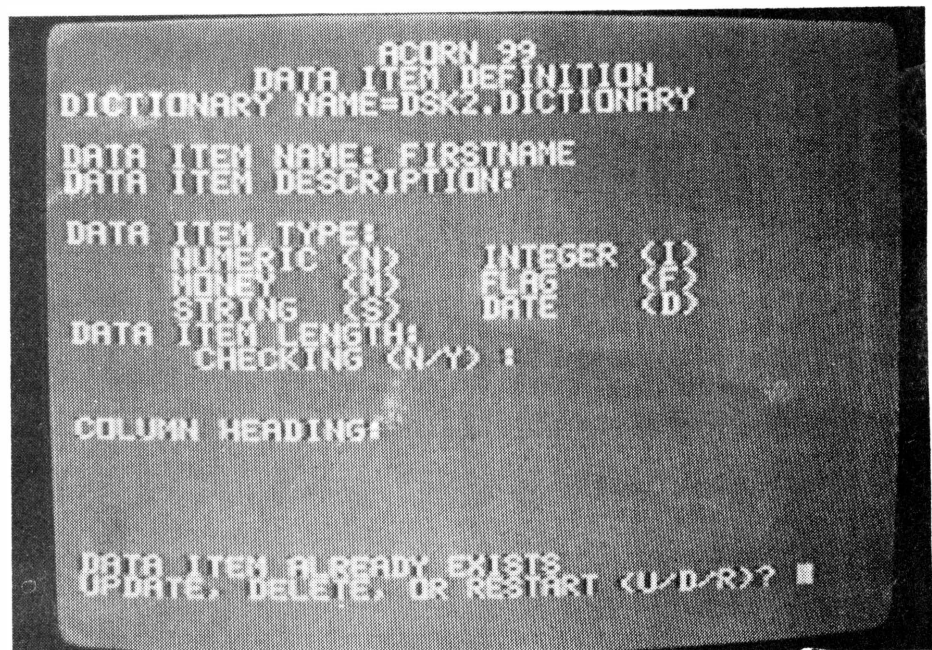 ACORN 99
DATA ITEM DEFINITION
DICTIONARY NAME=DSK2.DICTIONARY
DATA ITEM NAME: FIRSTNAME
DATA ITEM DESCRIPTION:
DATA ITEM TYPE:
NUMERIC (N) INTEGER (I)
MONEY (M) FLAG (F)
STRING (S) DATE (D)
DATA ITEM LENGTH:
CHECKING (N/Y) :
COLUMN HEADING:
DATA ITEM ALREADY EXISTS
UPDATE, DELETE, OR RESTART (U/D/R)?